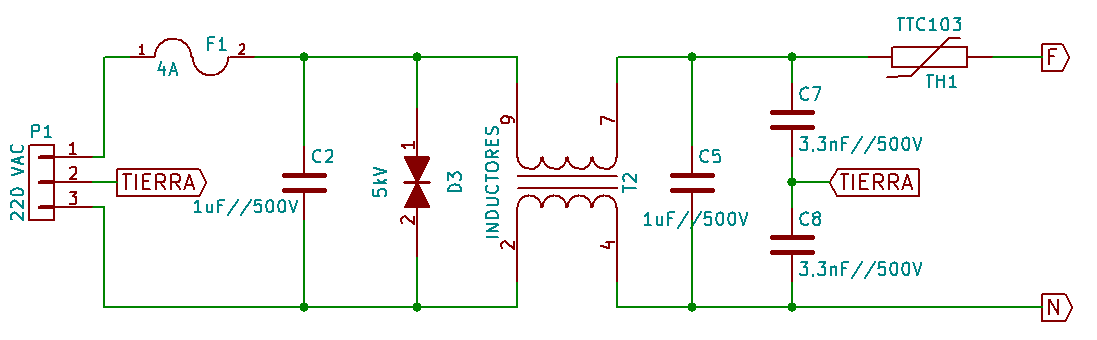 TTC103
F1
1
2
4A
F
TH1
P1
C7
9
7
3.3nF//500V
220 VAC
1
2
3
TIERRA
C2
1uF//500V
1
5kV
D3
2
INDUCTORES
T2
C5
1uF//500V
TIERRA
C8
2
4
3.3nF//500V
N